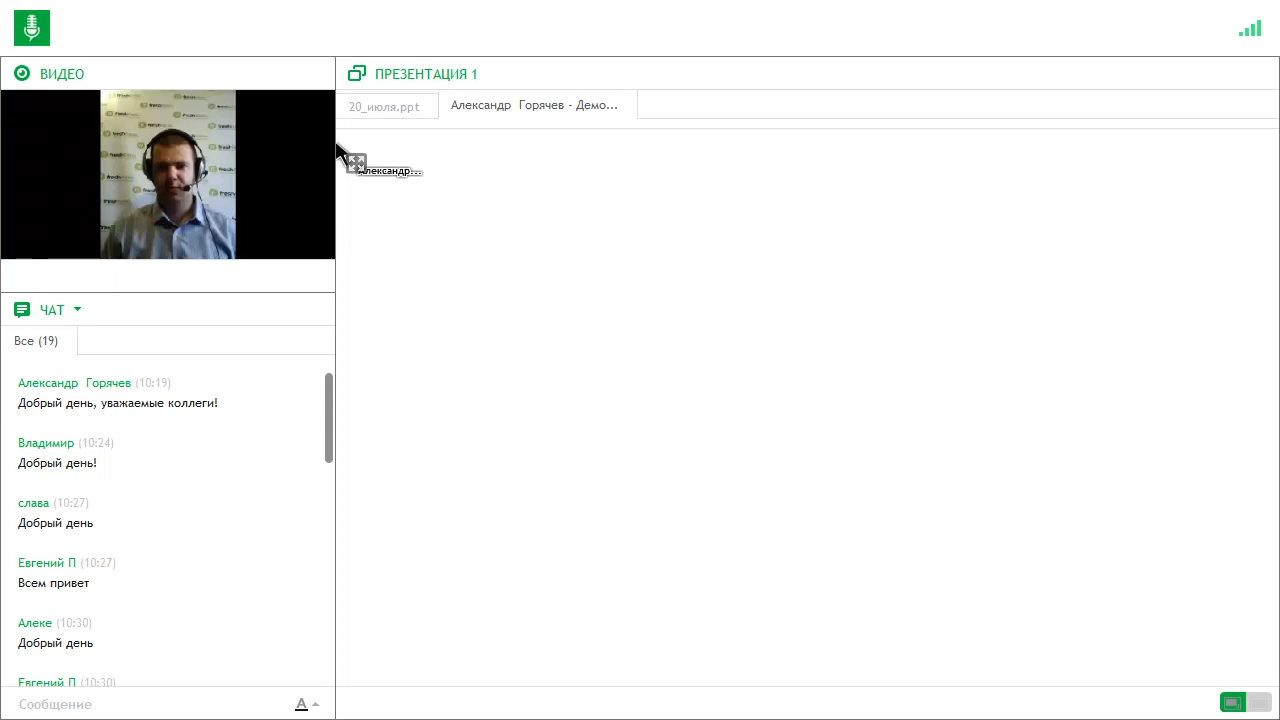 ВИДЕО
ПРЕЗЕНТАЦИЯ 1
20_июля.ppt
Александр Горячев - Демо...
Александр...
ЧАТ
Все (19)
Александр Горячев (10:19)
Добрый день, уважаемые коллеги!
Владимир (10:24)
Добрый день!
слава (10:27)
Добрый день
Евгений П (10:27)
Всем привет
Алеке (10:30)
Добрый день
Евгений П (10:30)
Сообщение
A